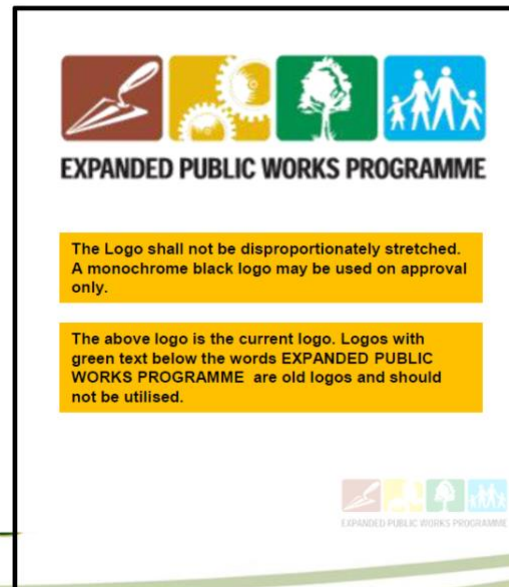 EXPANDED PUBLIC WORKS PROGRAMME
The Logo shall not be disproportionately stretched.
A monochrome black logo may be used on approval
only.
The above logo is the current logo. Logos with
green text below the words EXPANDED PUBLIC
WORKS PROGRAMME are old logos and should
not be utilised.
EXPANDED PUBLIC WORKS PROGRAMME